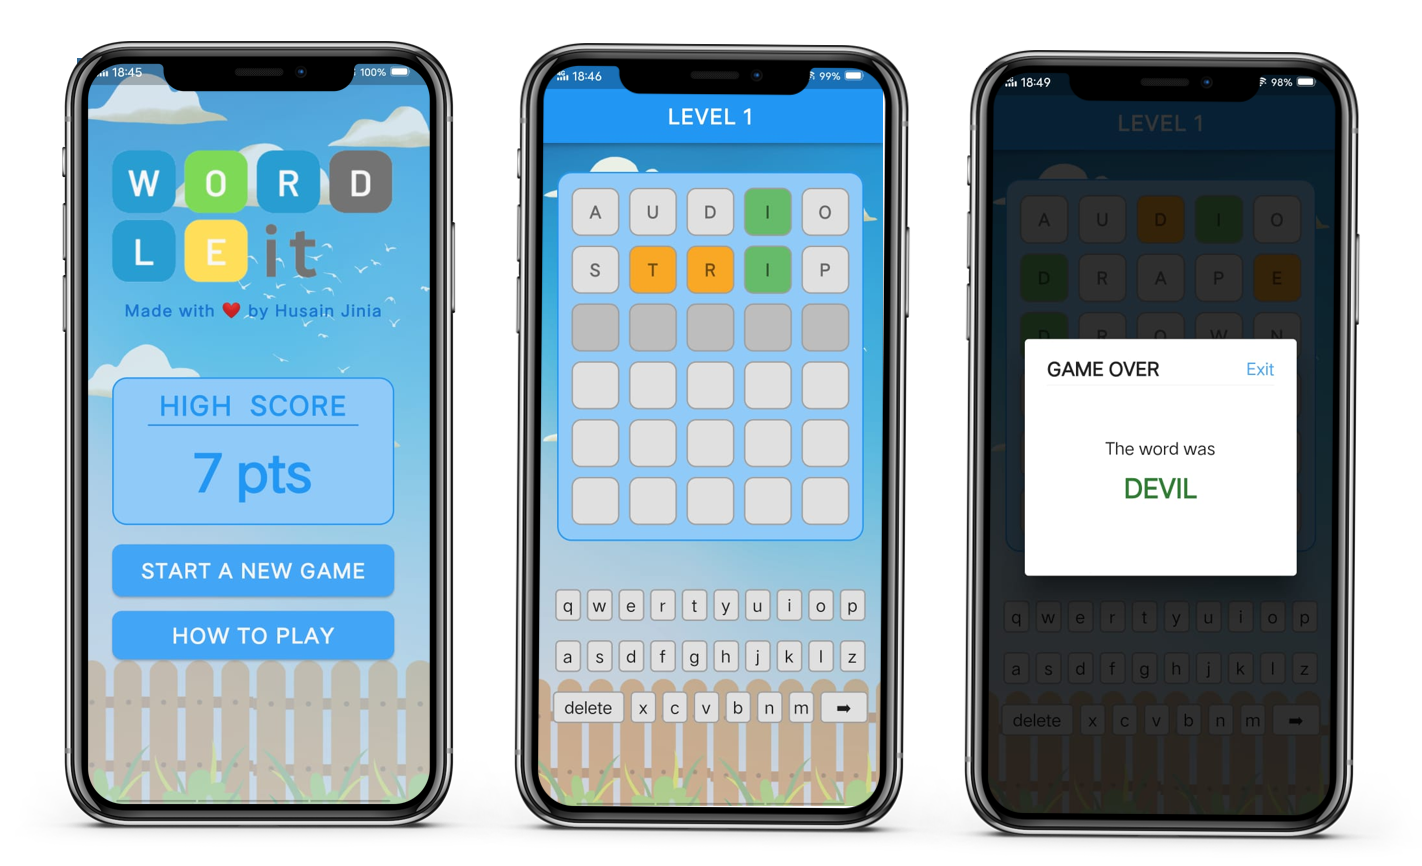 18:45
100%
W O R D
L E it
Made with ❤️ by Husain Jinia
HIGH SCORE
7 pts
START A NEW GAME
HOW TO PLAY
4G
18:46
99%
LEVEL 1
A U D I O
S T R I P
q w e r t y u i o p
a s d f g h j k l z
delete x c v b n m ➡
4G
18:49
98%
LEVEL 1
A U D I O
D R A P E
D R O W N
GAME OVER
Exit
The word was
DEVIL
q w e r t y u i o p
a s d f g h j k l z
delete x c v b n m ➡